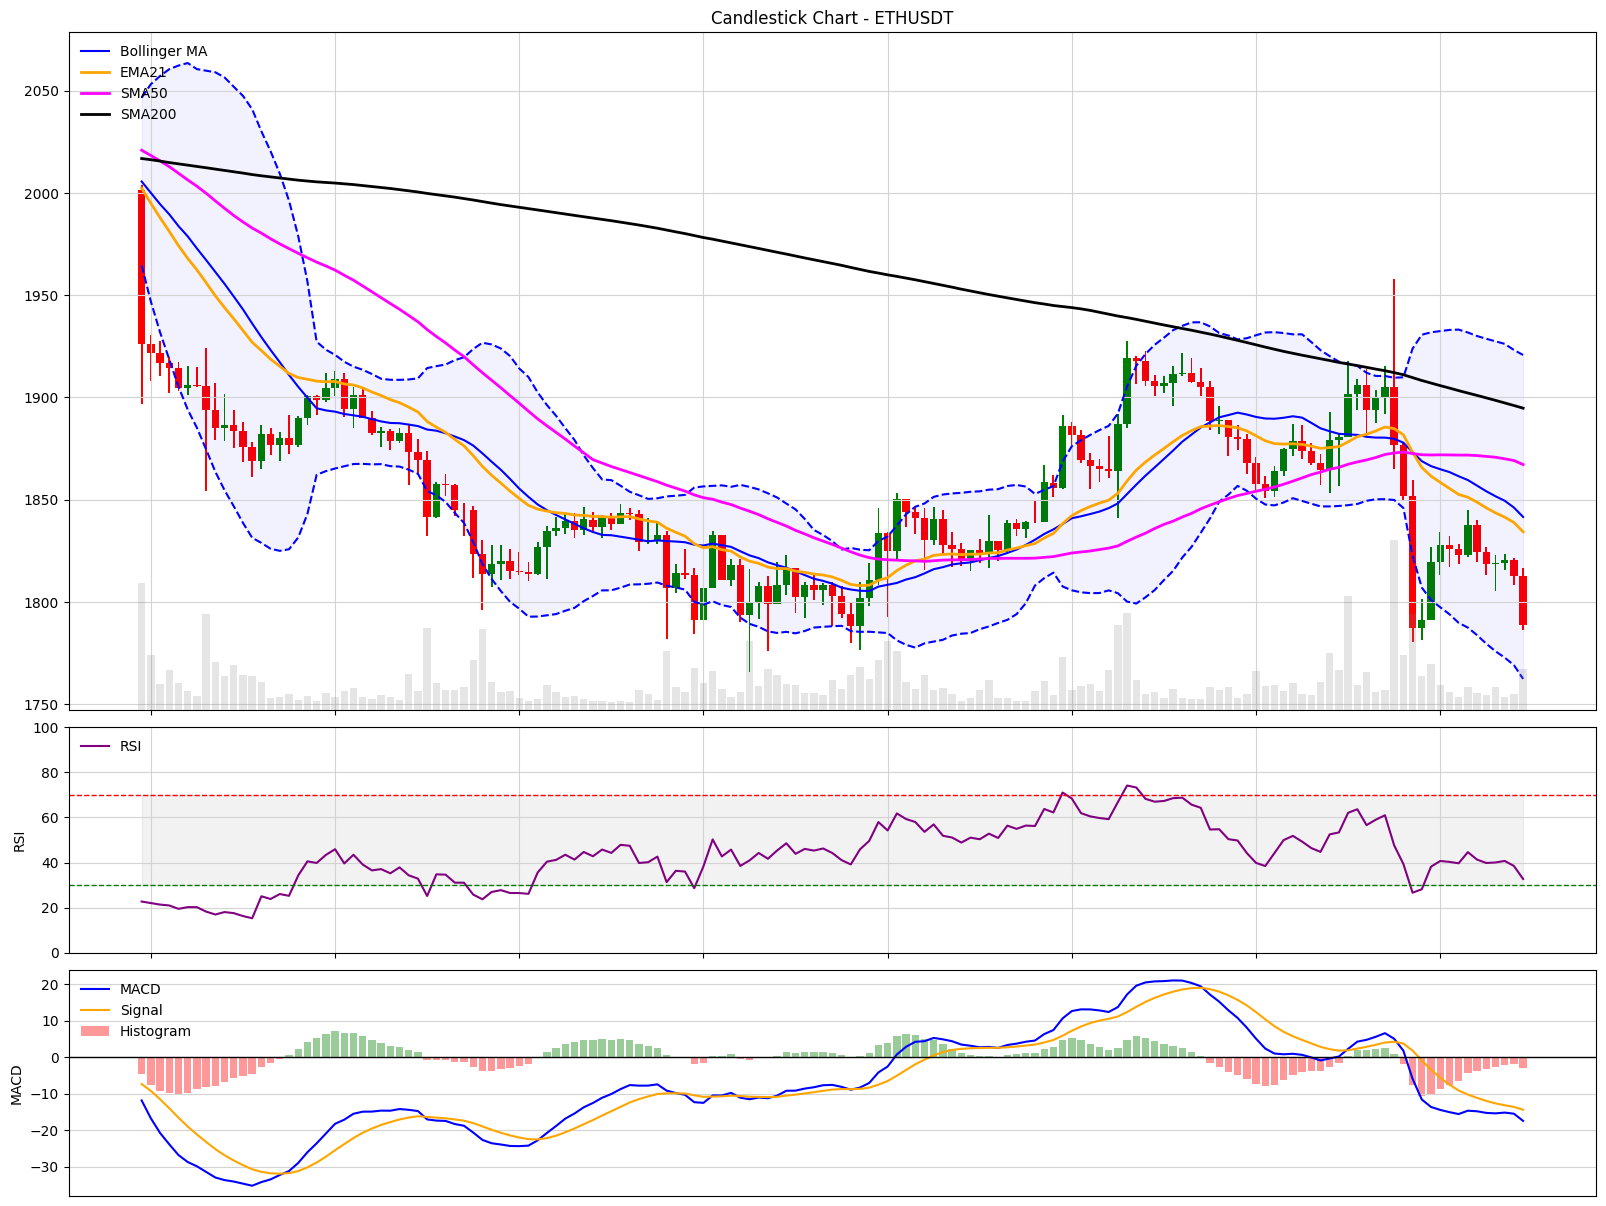 Candlestick Chart - ETHUSDT
Bollinger MA
EMA21
SMA50
SMA200
2050
2000
1950
1900
1850
1800
1750
RSI
100
80
60
40
20
0
RSI
MACD
Signal
Histogram
20
10
0
−10
−20
−30
MACD